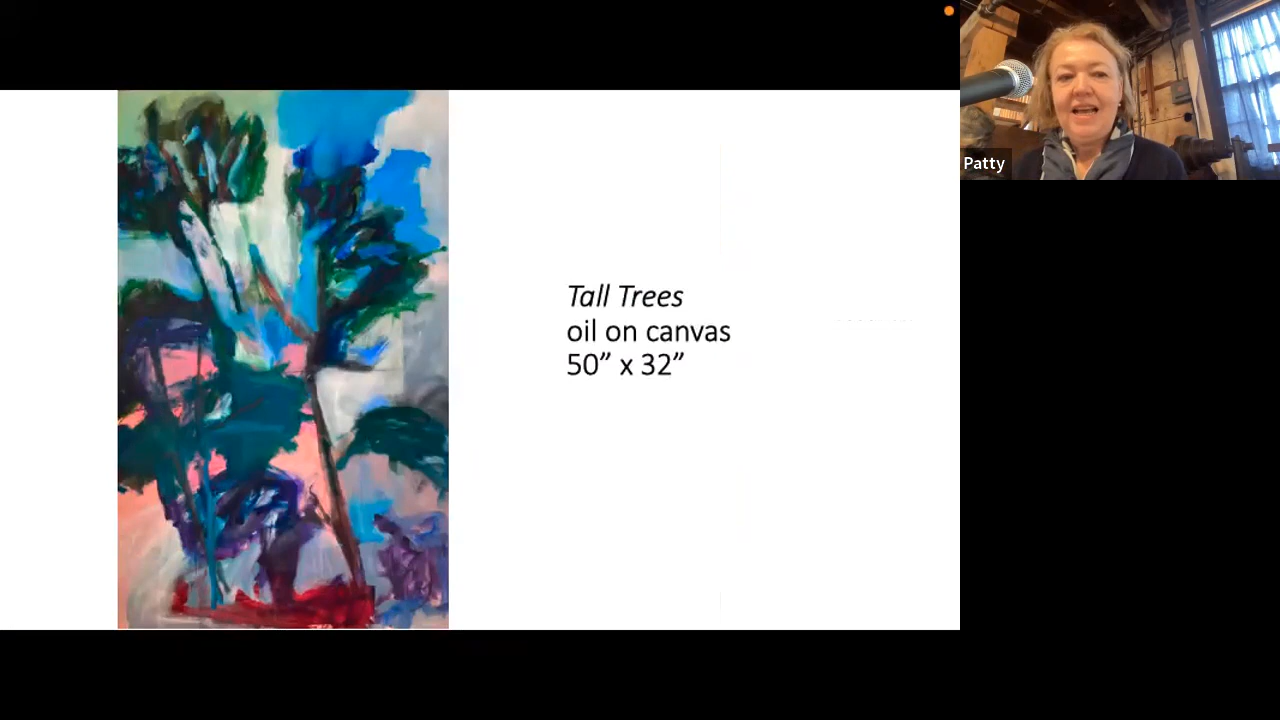 Patty
Tall Trees
oil on canvas
50” x 32”